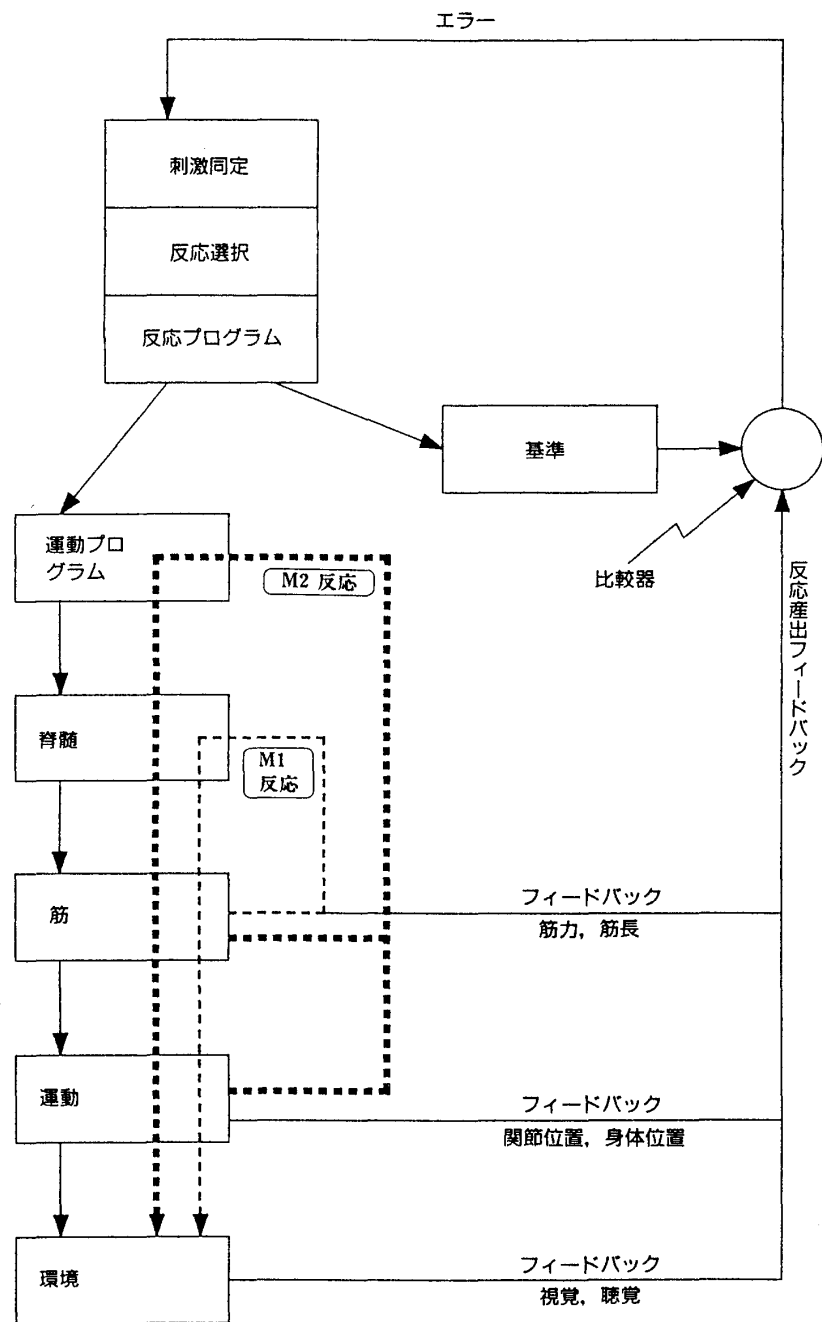 エラー
刺激同定
反応選択
反応プログラム
基準
運動プロ
グラム
M2 反応
比較器
反応産出フィードバック
脊髄
M1
反応
筋
フィードバック
筋力，筋長
運動
フィードバック
関節位置，身体位置
環境
フィードバック
視覚，聴覚